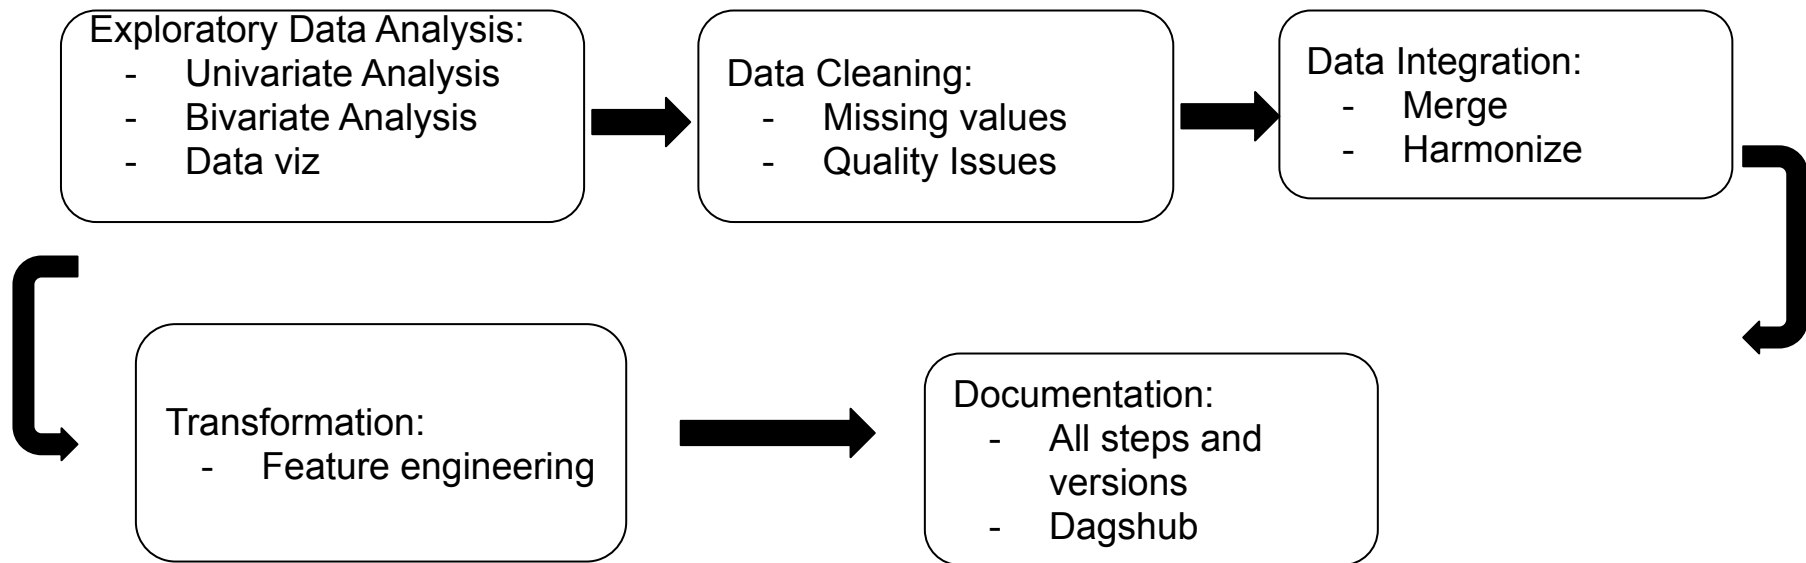 Exploratory Data Analysis:
- Univariate Analysis
- Bivariate Analysis
- Data viz
Data Cleaning:
- Missing values
- Quality Issues
Data Integration:
- Merge
- Harmonize
Transformation:
- Feature engineering
Documentation:
- All steps and
versions
- Dagshub